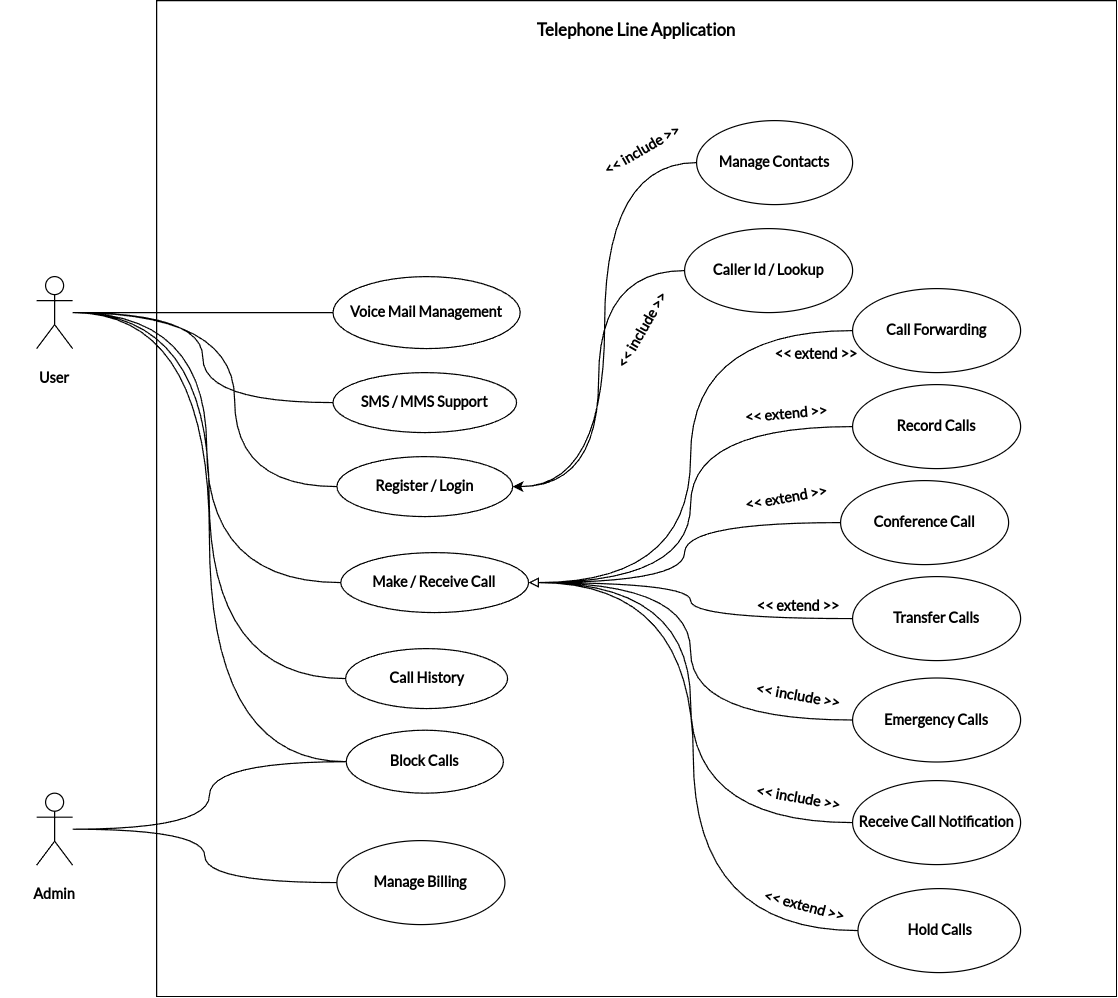 Telephone Line Application
<< include >>
Manage Contacts
Caller Id / Lookup
<< include >>
User
Voice Mail Management
SMS / MMS Support
Register / Login
Make / Receive Call
Call History
Block Calls
Manage Billing
Admin
Call Forwarding
<< extend >>
<< extend >>
Record Calls
<< extend >>
Conference Call
<< extend >>
Transfer Calls
<< include >>
Emergency Calls
<< include >>
Receive Call Notification
<< extend >>
Hold Calls